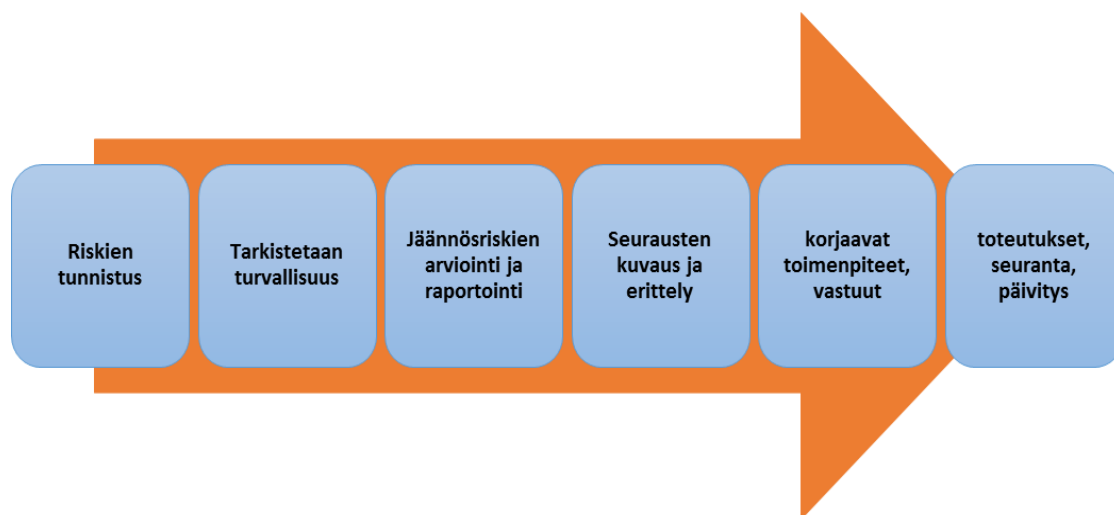 Riskien
tunnistus
Tarkistetaan
turvallisuus
Jäännösriskien
arviointi ja
raportointi
Seurausten
kuvaus ja
erittely
korjaavat
toimenpiteet,
vastuut
toteutukset,
seuranta,
päivitys